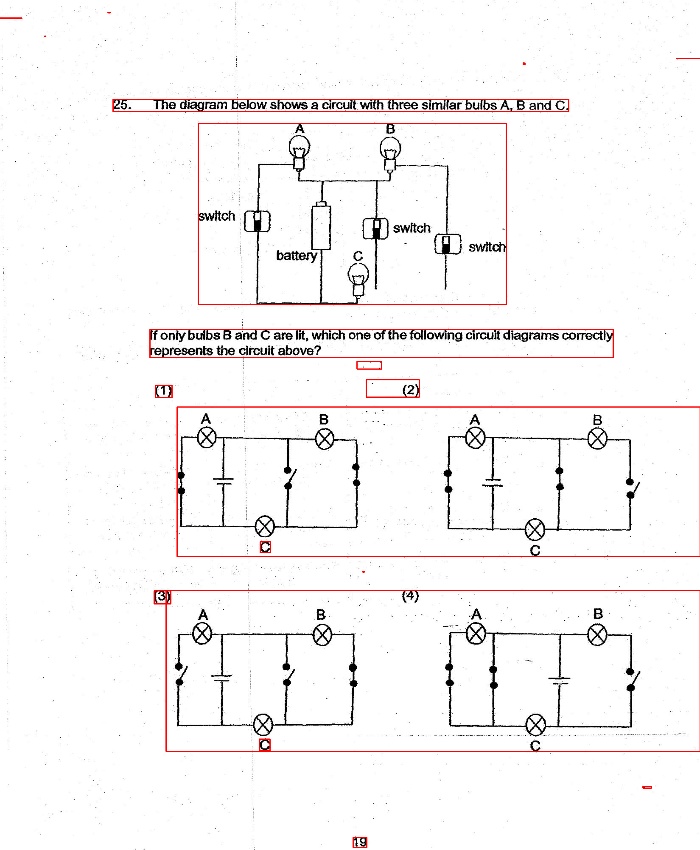 25. The diagram below shows a circuit with three similar bulbs A, B and C.
A B
switch
switch
battery
C
switch
If only bulbs B and C are lit, which one of the following circuit diagrams correctly
represents the circuit above?
(1) (2)
A B A B
C C
(3) (4)
A B A B
C C
19